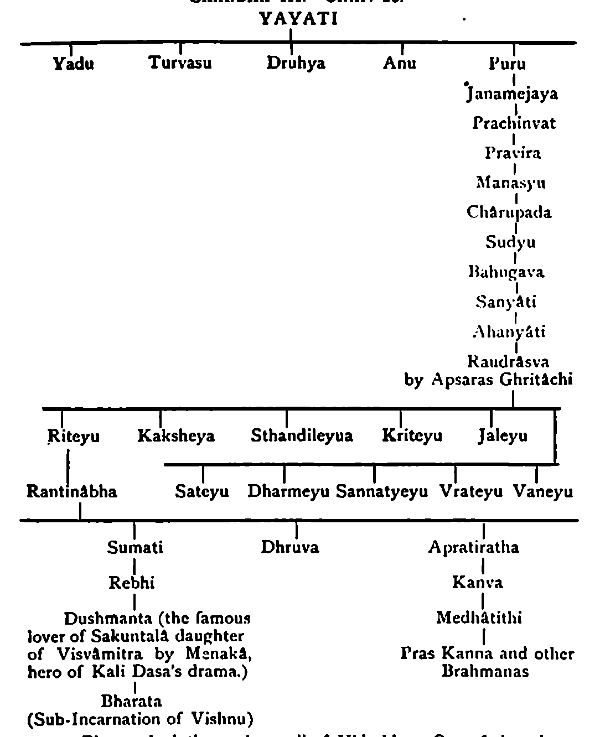 YAYATI
Yadu Turvasu Druhya Anu Puru
Janamejaya
Prachinvat
Pravira
Manasyu
Chârupada
Sudyu
Bahugava
Sanyâti
Ahanyâti
Raudrâsva
by Apsaras Ghritâchi
Riteyu Kaksheya Sthandileyua Kriteyu Jaleyu
Rantinâbha Sateyu Dharmeyu Sannatyeyu Vrateyu Vaneyu
Sumati Dhruva Apratiratha
Rebhi Kanva
Dushmanta (the famous Medhâtithi
lover of Sakuntalâ daughter
of Visvâmitra by Menakâ, Pras Kanna and other
hero of Kali Dasa's drama.) Brahmanas
Bharata
(Sub-Incarnation of Vishnu)